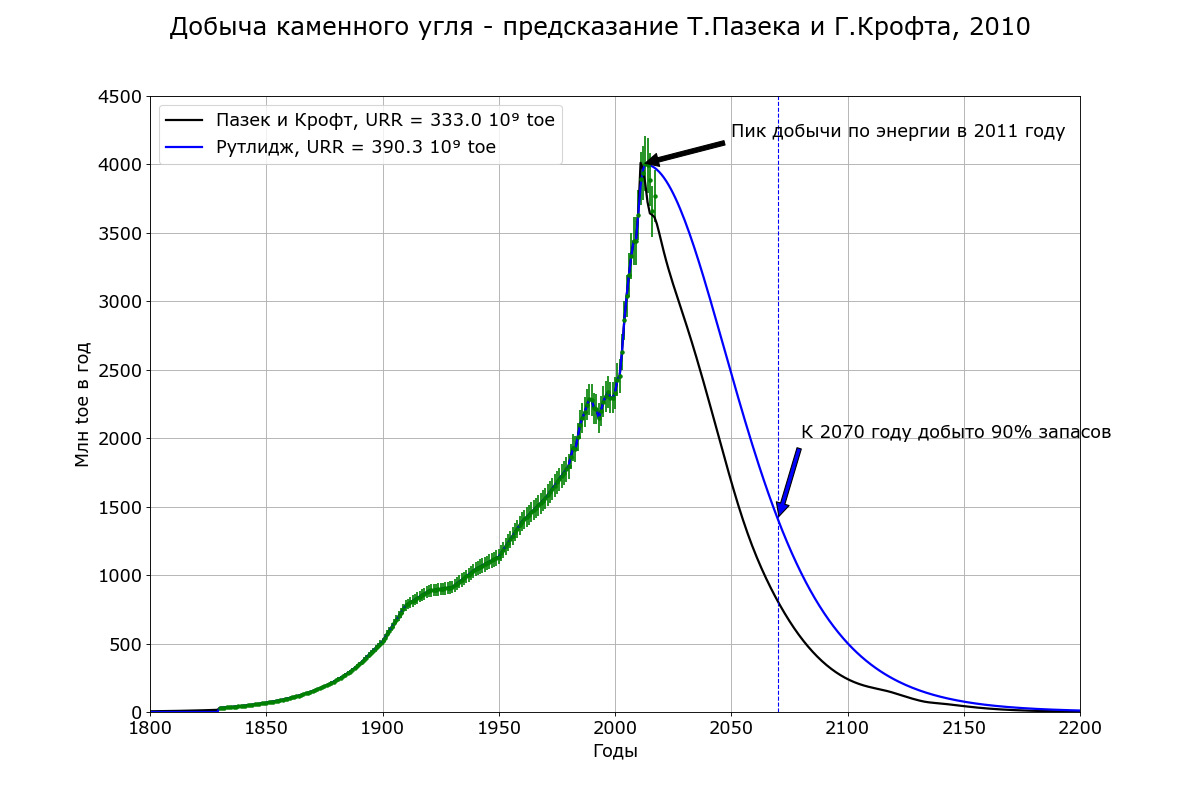 Добыча каменного угля - предсказание Т.Пазека и Г.Крофта, 2010
Пазек и Крофт, URR = 333.0 10⁹ toe
Рутлидж, URR = 390.3 10⁹ toe
Пик добычи по энергии в 2011 году
К 2070 году добыто 90% запасов
Млн toe в год
4500
4000
3500
3000
2500
2000
1500
1000
500
0
1800 1850 1900 1950 2000 2050 2100 2150 2200
Годы